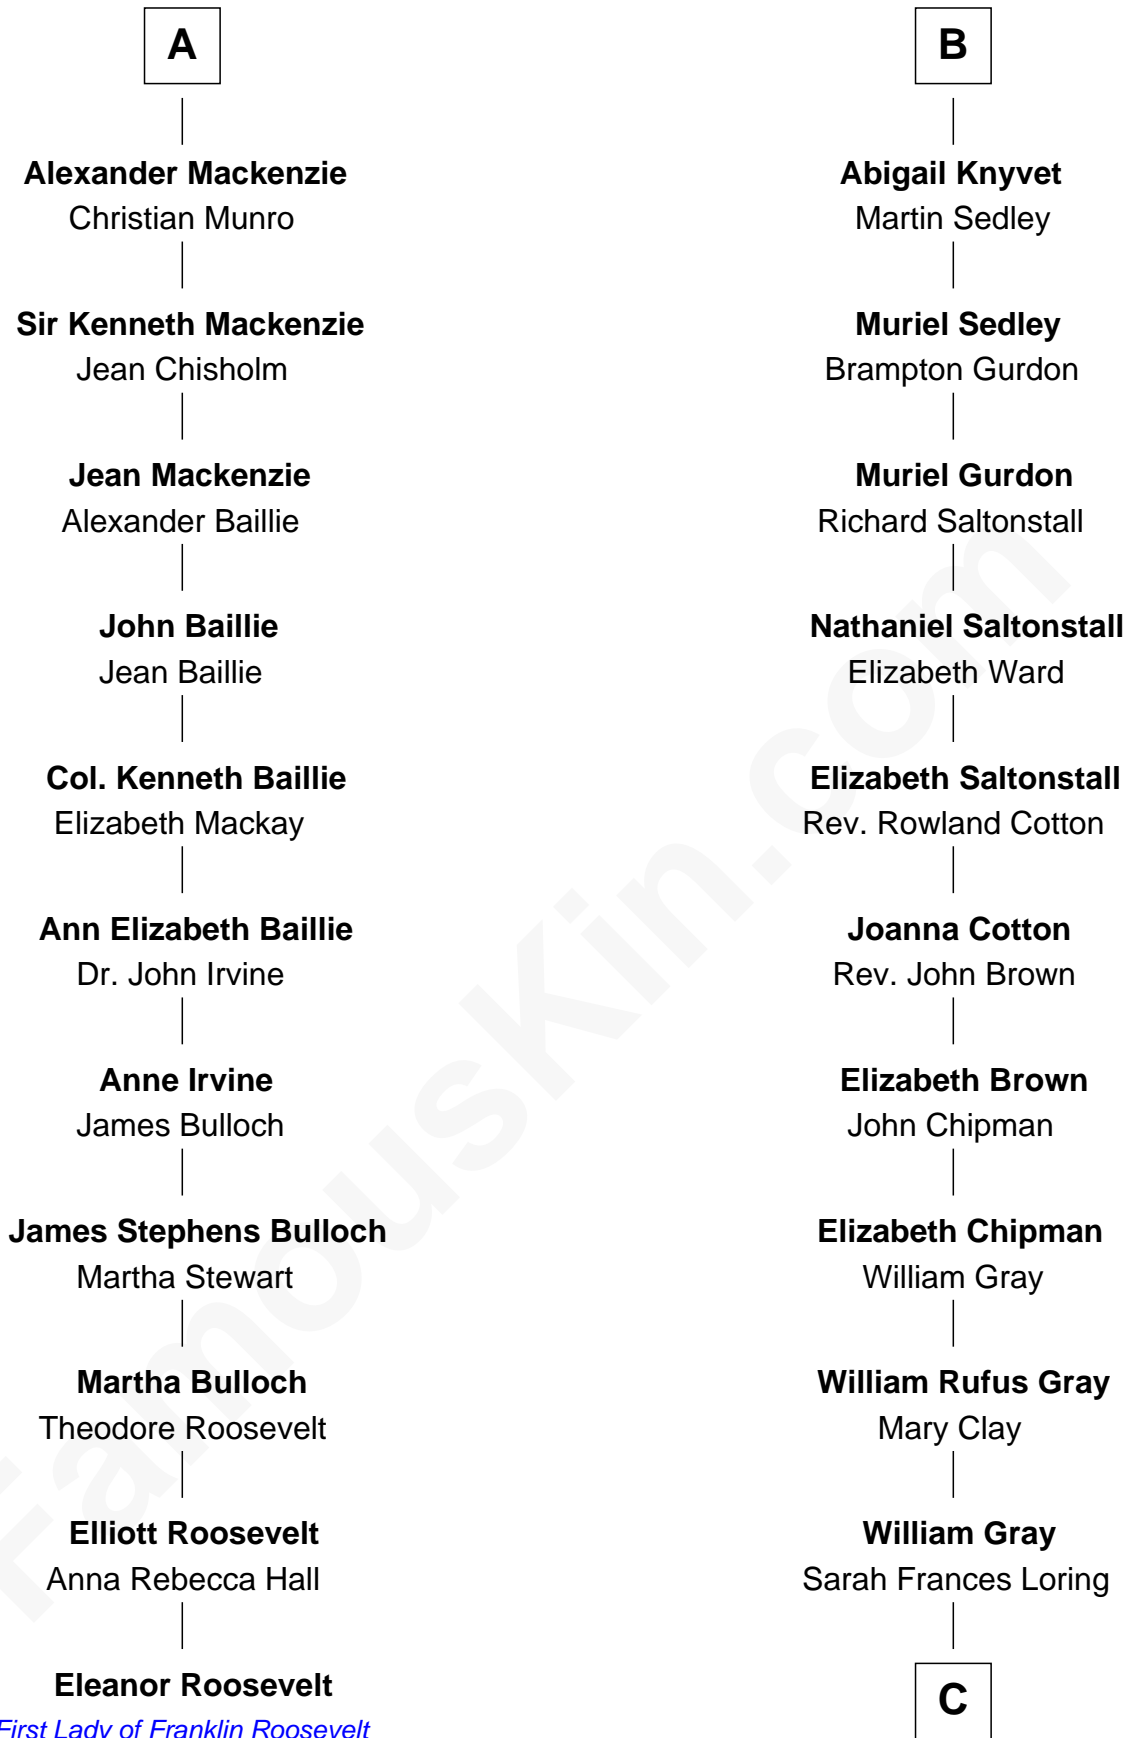 A
Alexander Mackenzie
Christian Munro
Sir Kenneth Mackenzie
Jean Chisholm
Jean Mackenzie
Alexander Baillie
John Baillie
Jean Baillie
Col. Kenneth Baillie
Elizabeth Mackay
Ann Elizabeth Baillie
Dr. John Irvine
Anne Irvine
James Bulloch
James Stephens Bulloch
Martha Stewart
Martha Bulloch
Theodore Roosevelt
Elliott Roosevelt
Anna Rebecca Hall
Eleanor Roosevelt
First Lady of Franklin Roosevelt
B
Abigail Knyvet
Martin Sedley
Muriel Sedley
Brampton Gurdon
Muriel Gurdon
Richard Saltonstall
Nathaniel Saltonstall
Elizabeth Ward
Elizabeth Saltonstall
Rev. Rowland Cotton
Joanna Cotton
Rev. John Brown
Elizabeth Brown
John Chipman
Elizabeth Chipman
William Gray
William Rufus Gray
Mary Clay
William Gray
Sarah Frances Loring
C
FamousKin.com